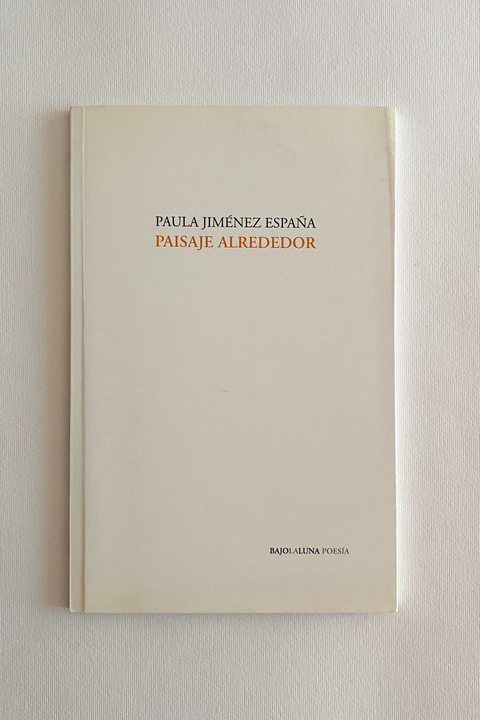 PAULA JIMÉNEZ ESPAÑA
PAISAJE ALREDEDOR
BAJOLALUNA POESÍA